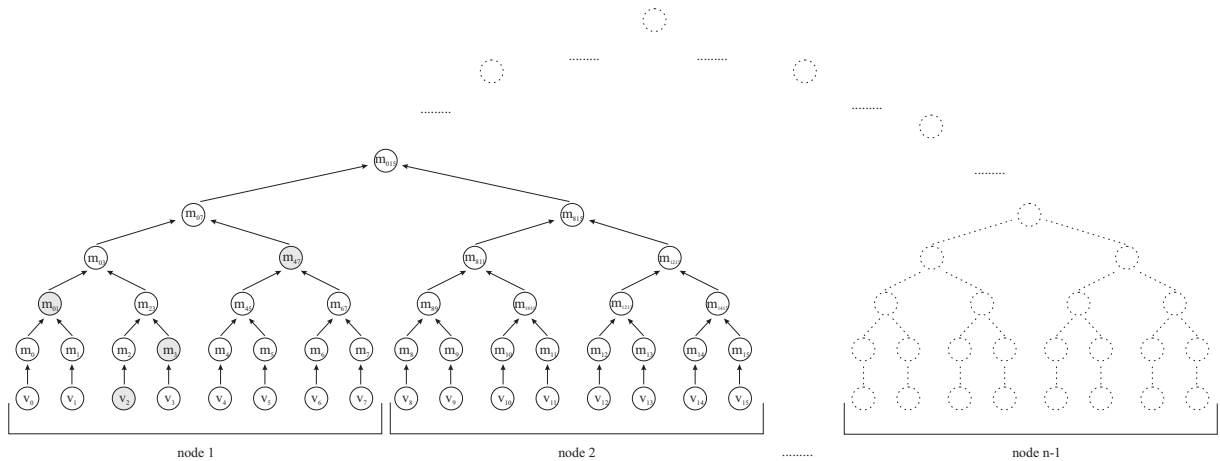 m₀₁₅
m₀₇ m₈₁₅
m₀₃ m₄₇ m₈₁₁ m₁₂₁₅
m₀₁ m₂₃ m₄₅ m₆₇ m₈₉ m₁₀₁₁ m₁₂₁₃ m₁₄₁₅
m₀ m₁ m₂ m₃ m₄ m₅ m₆ m₇ m₈ m₉ m₁₀ m₁₁ m₁₂ m₁₃ m₁₄ m₁₅
v₀ v₁ v₂ v₃ v₄ v₅ v₆ v₇ v₈ v₉ v₁₀ v₁₁ v₁₂ v₁₃ v₁₄ v₁₅
node 1 node 2 ......... node n-1